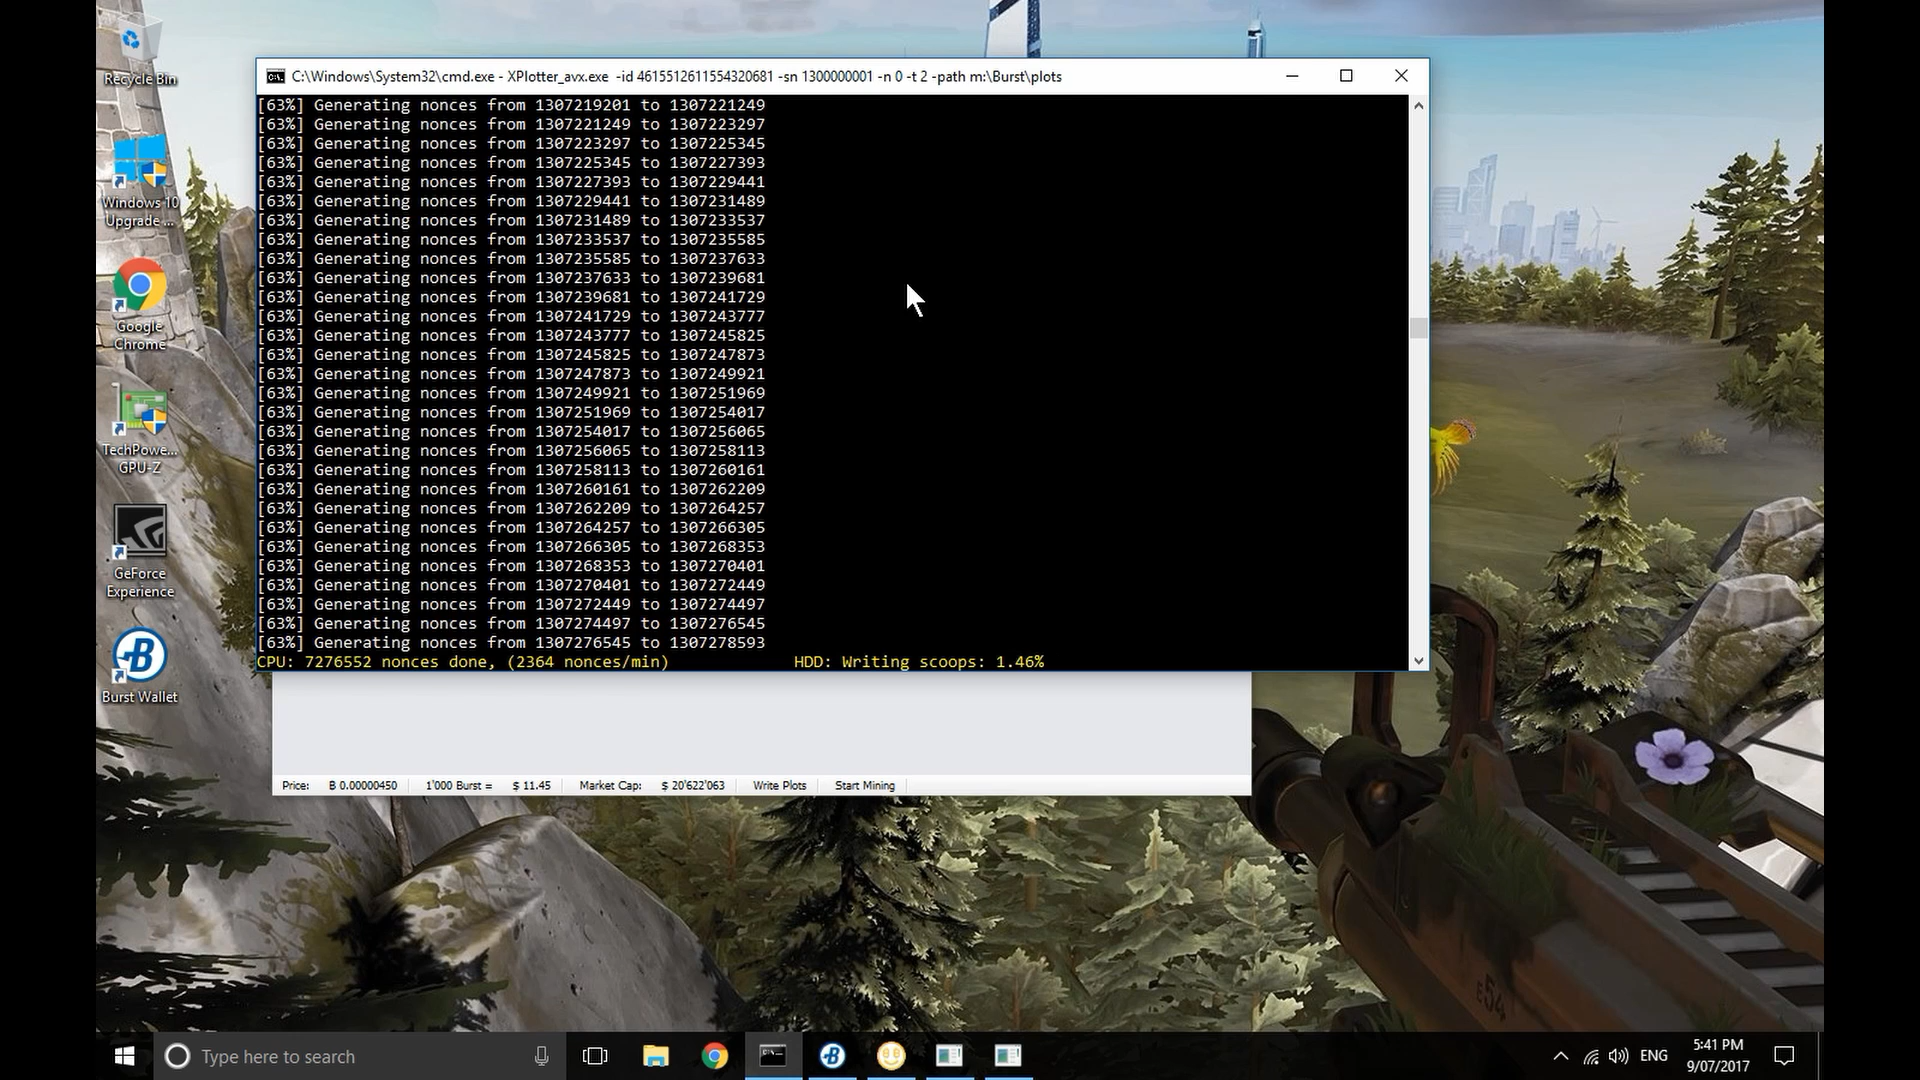 Recycle Bin
Windows 10
Upgrade ...
Google
Chrome
TechPowe...
GPU-Z
GeForce
Experience
Burst Wallet
C:\Windows\System32\cmd.exe - XPlotter_avx.exe -id 4615512611554320681 -sn 1300000001 -n 0 -t 2 -path m:\Burst\plots
[63%] Generating nonces from 1307219201 to 1307221249
[63%] Generating nonces from 1307221249 to 1307223297
[63%] Generating nonces from 1307223297 to 1307225345
[63%] Generating nonces from 1307225345 to 1307227393
[63%] Generating nonces from 1307227393 to 1307229441
[63%] Generating nonces from 1307229441 to 1307231489
[63%] Generating nonces from 1307231489 to 1307233537
[63%] Generating nonces from 1307233537 to 1307235585
[63%] Generating nonces from 1307235585 to 1307237633
[63%] Generating nonces from 1307237633 to 1307239681
[63%] Generating nonces from 1307239681 to 1307241729
[63%] Generating nonces from 1307241729 to 1307243777
[63%] Generating nonces from 1307243777 to 1307245825
[63%] Generating nonces from 1307245825 to 1307247873
[63%] Generating nonces from 1307247873 to 1307249921
[63%] Generating nonces from 1307249921 to 1307251969
[63%] Generating nonces from 1307251969 to 1307254017
[63%] Generating nonces from 1307254017 to 1307256065
[63%] Generating nonces from 1307256065 to 1307258113
[63%] Generating nonces from 1307258113 to 1307260161
[63%] Generating nonces from 1307260161 to 1307262209
[63%] Generating nonces from 1307262209 to 1307264257
[63%] Generating nonces from 1307264257 to 1307266305
[63%] Generating nonces from 1307266305 to 1307268353
[63%] Generating nonces from 1307268353 to 1307270401
[63%] Generating nonces from 1307270401 to 1307272449
[63%] Generating nonces from 1307272449 to 1307274497
[63%] Generating nonces from 1307274497 to 1307276545
[63%] Generating nonces from 1307276545 to 1307278593
CPU: 7276552 nonces done, (2364 nonces/min) HDD: Writing scoops: 1.46%
Price: B 0.00000450 1'000 Burst = $ 11.45 Market Cap: $ 20'622'063 Write Plots Start Mining
E54
Type here to search
ENG
5:41 PM
9/07/2017